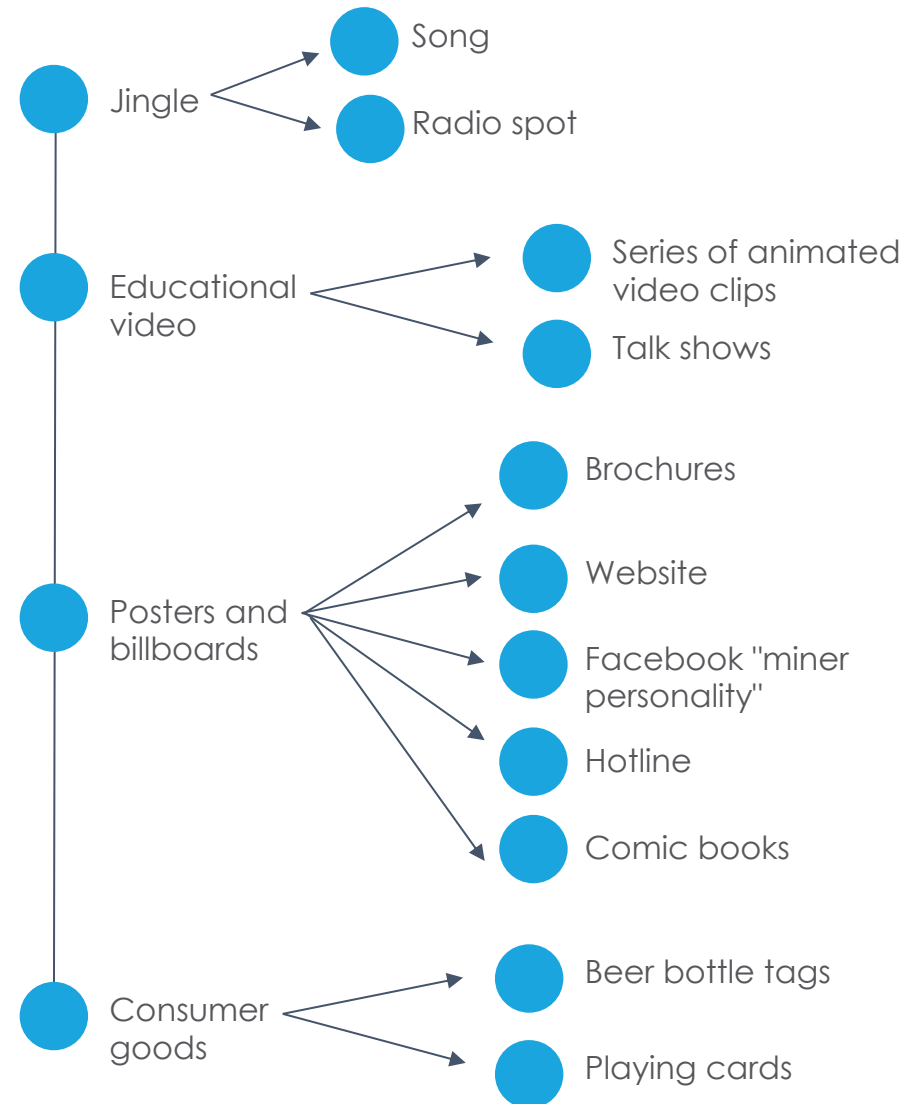 Jingle
Song
Radio spot
Educational
video
Series of animated
video clips
Talk shows
Posters and
billboards
Brochures
Website
Facebook "miner
personality"
Hotline
Comic books
Consumer
goods
Beer bottle tags
Playing cards